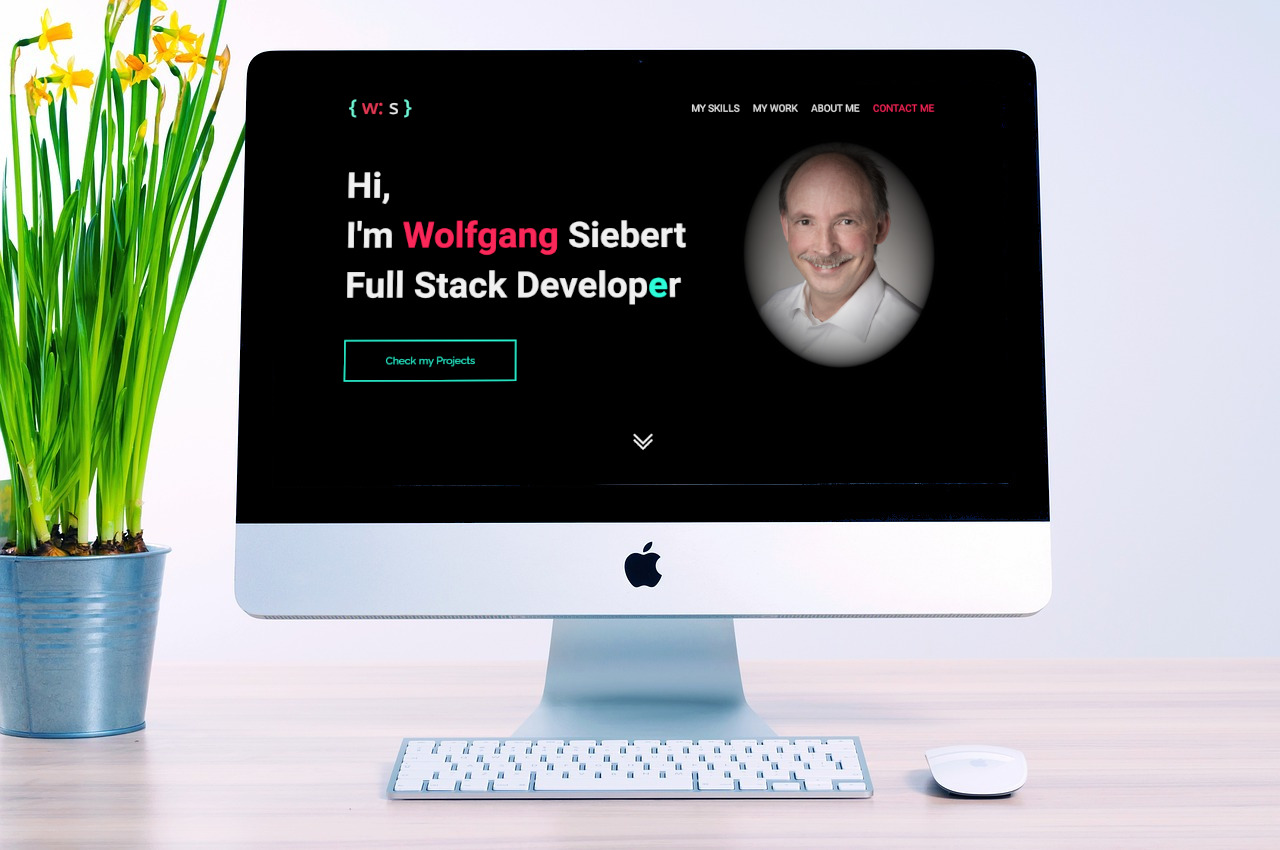 { w: s }
MY SKILLS MY WORK ABOUT ME CONTACT ME
Hi,
I'm Wolfgang Siebert
Full Stack Developer
Check my Projects